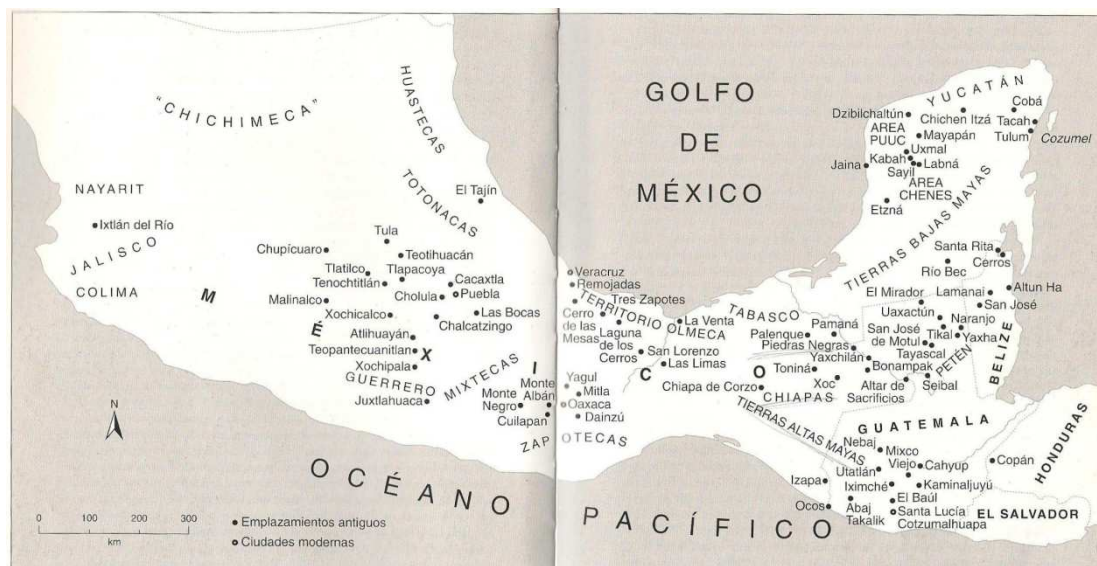 GOLFO
DE
MÉXICO
"CHICHIMECA"
HUASTECAS
TOTONACAS
El Tajín
NAYARIT
Ixtlán del Río
JALISCO
COLIMA
Chupícuaro
Tula
Teotihuacán
Tlatilco
Tlapacoya
Tenochtitlán
Cacaxtla
Malinalco
Cholula
Puebla
Xochicalco
Las Bocas
Chalcatzingo
Atlihuayán
Teopantecuanitlan
Xochipala
GUERRERO
Juxtlahuaca
MIXTECAS
Monte
Negro
Monte
Albán
Cuilapan
ZAPOTECAS
MÉXICO
Veracruz
Remojadas
Tres Zapotes
Cerro
de las
Mesas
TERRITORIO OLMECA
Laguna
de los
Cerros
La Venta
San Lorenzo
Las Limas
Yagul
Mitla
Oaxaca
Dainzú
Chiapa de Corzo
TABASCO
Palenque
Pamaná
Piedras Negras
Yaxchilán
Toniná
Xoc
Bonampak
CHIAPAS
Altar de
Sacrificios
YUCATÁN
Dzibilchaltún
Chichen Itzá
Cobá
Tacah
Tulum
Cozumel
AREA
PUUC
Mayapán
Uxmal
Kabah
Labná
Sayil
Jaina
ÁREA
CHENES
Etzná
TIERRAS BAJAS MAYAS
Santa Rita
Cerros
Río Bec
El Mirador
Lamanai
Altun Ha
San José
Uaxactún
Naranjo
San José
de Motul
Tikal
Yaxha
Tayascal
PETÉN
Seibal
BELIZE
TIERRAS ALTAS MAYAS
GUATEMALA
Nebaj
Mixco
Viejo
Utatlán
Cahyup
Iximché
Kaminaljuyú
Izapa
Ocos
Abaj
Takalik
El Baúl
Santa Lucía
Cotzumalhuapa
Copán
HONDURAS
EL SALVADOR
OCÉANO
PACÍFICO
N
0 100 200 300
km
Emplazamientos antiguos
Ciudades modernas